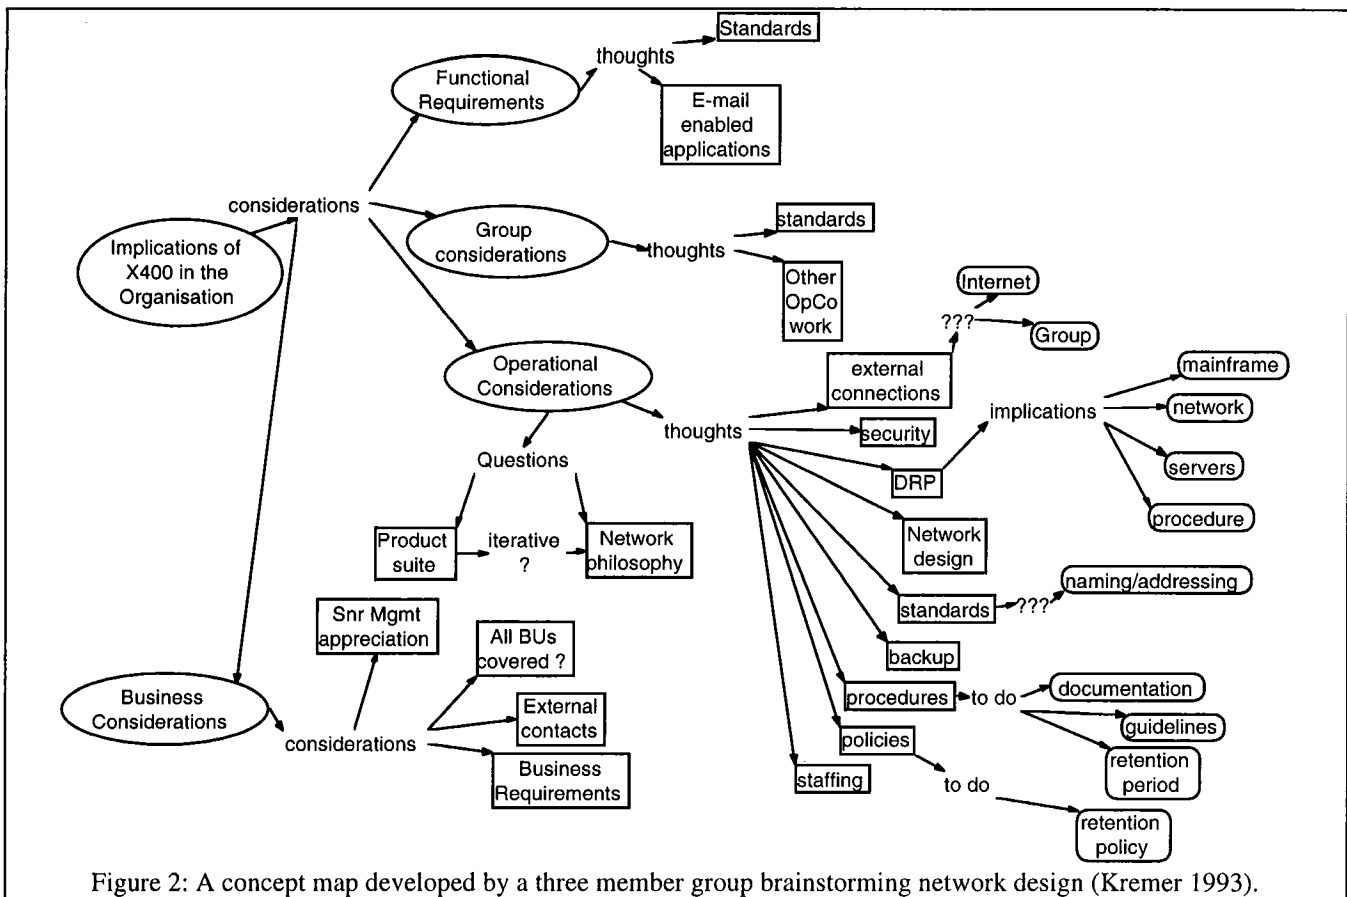 Standards
thoughts
Functional
Requirements
E-mail
enabled
applications
considerations
Implications of
X400 in the
Organisation
Group
considerations
thoughts
standards
Other
OpCo
work
Internet
???
Group
Operational
Considerations
external
connections
mainframe
implications
network
thoughts
security
Questions
servers
DRP
procedure
Product
suite
iterative
?
Network
philosophy
Network
design
naming/addressing
standards
???
Snr Mgmt
appreciation
All BUs
covered ?
backup
Business
Considerations
procedures
to do
documentation
External
contacts
guidelines
considerations
policies
retention
period
Business
Requirements
staffing
to do
retention
policy
Figure 2: A concept map developed by a three member group brainstorming network design (Kremer 1993).